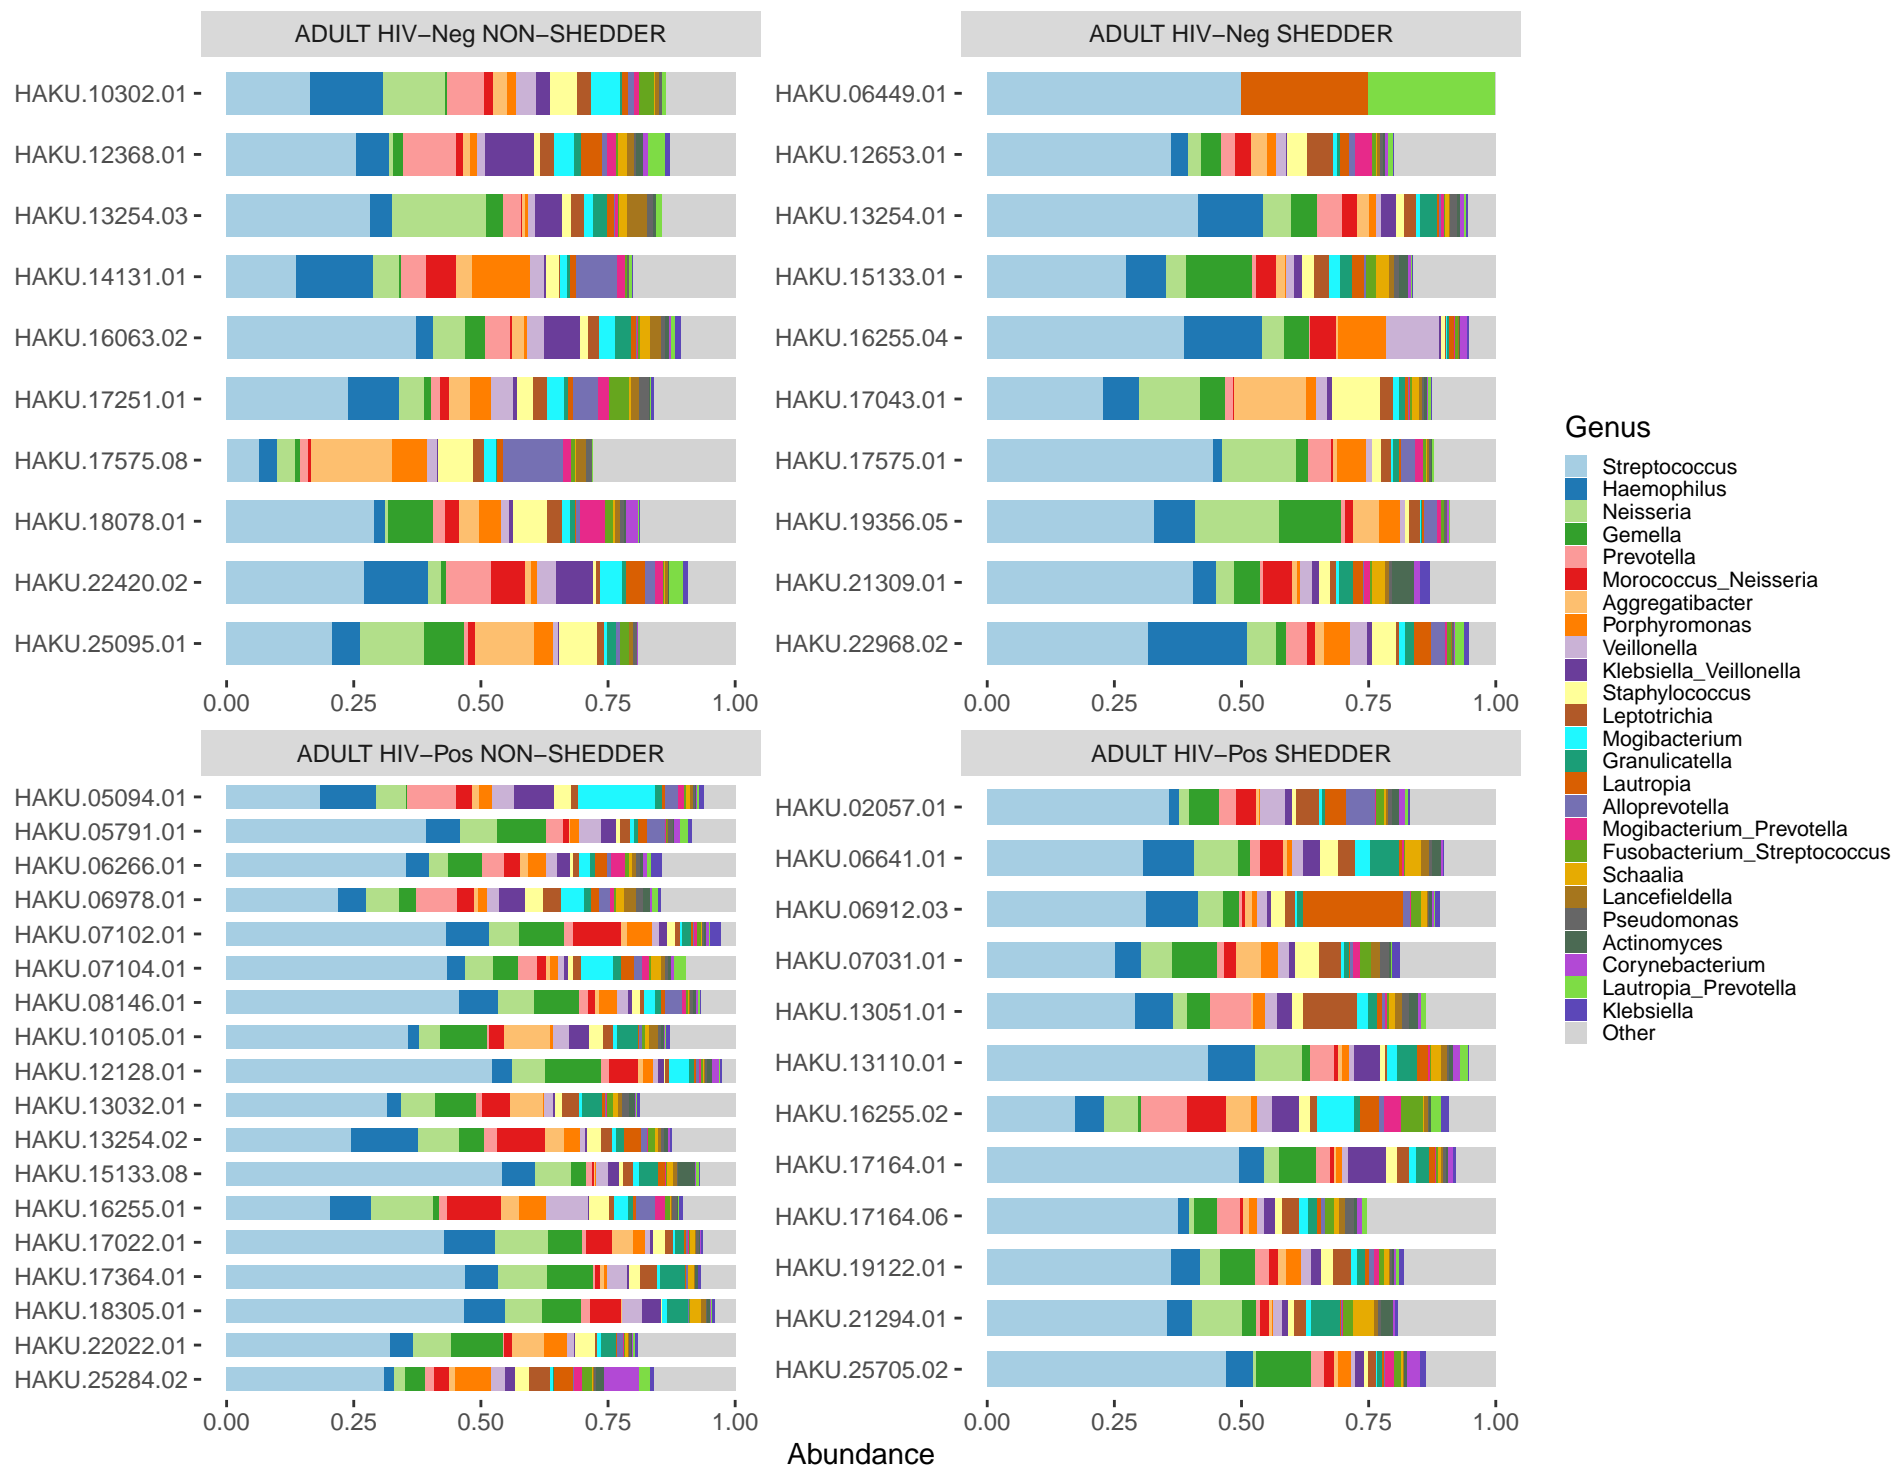 ADULT HIV−Neg NON−SHEDDER
HAKU.10302.01
HAKU.12368.01
HAKU.13254.03
HAKU.14131.01
HAKU.16063.02
HAKU.17251.01
HAKU.17575.08
HAKU.18078.01
HAKU.22420.02
HAKU.25095.01
0.00 0.25 0.50 0.75 1.00
ADULT HIV−Neg SHEDDER
HAKU.06449.01
HAKU.12653.01
HAKU.13254.01
HAKU.15133.01
HAKU.16255.04
HAKU.17043.01
HAKU.17575.01
HAKU.19356.05
HAKU.21309.01
HAKU.22968.02
0.00 0.25 0.50 0.75 1.00
ADULT HIV−Pos NON−SHEDDER
HAKU.05094.01
HAKU.05791.01
HAKU.06266.01
HAKU.06978.01
HAKU.07102.01
HAKU.07104.01
HAKU.08146.01
HAKU.10105.01
HAKU.12128.01
HAKU.13032.01
HAKU.13254.02
HAKU.15133.08
HAKU.16255.01
HAKU.17022.01
HAKU.17364.01
HAKU.18305.01
HAKU.22022.01
HAKU.25284.02
0.00 0.25 0.50 0.75 1.00
ADULT HIV−Pos SHEDDER
HAKU.02057.01
HAKU.06641.01
HAKU.06912.03
HAKU.07031.01
HAKU.13051.01
HAKU.13110.01
HAKU.16255.02
HAKU.17164.01
HAKU.17164.06
HAKU.19122.01
HAKU.21294.01
HAKU.25705.02
0.00 0.25 0.50 0.75 1.00
Abundance
Genus
Streptococcus
Haemophilus
Neisseria
Gemella
Prevotella
Morococcus_Neisseria
Aggregatibacter
Porphyromonas
Veillonella
Klebsiella_Veillonella
Staphylococcus
Leptotrichia
Mogibacterium
Granulicatella
Lautropia
Alloprevotella
Mogibacterium_Prevotella
Fusobacterium_Streptococcus
Schaalia
Lancefieldella
Pseudomonas
Actinomyces
Corynebacterium
Lautropia_Prevotella
Klebsiella
Other